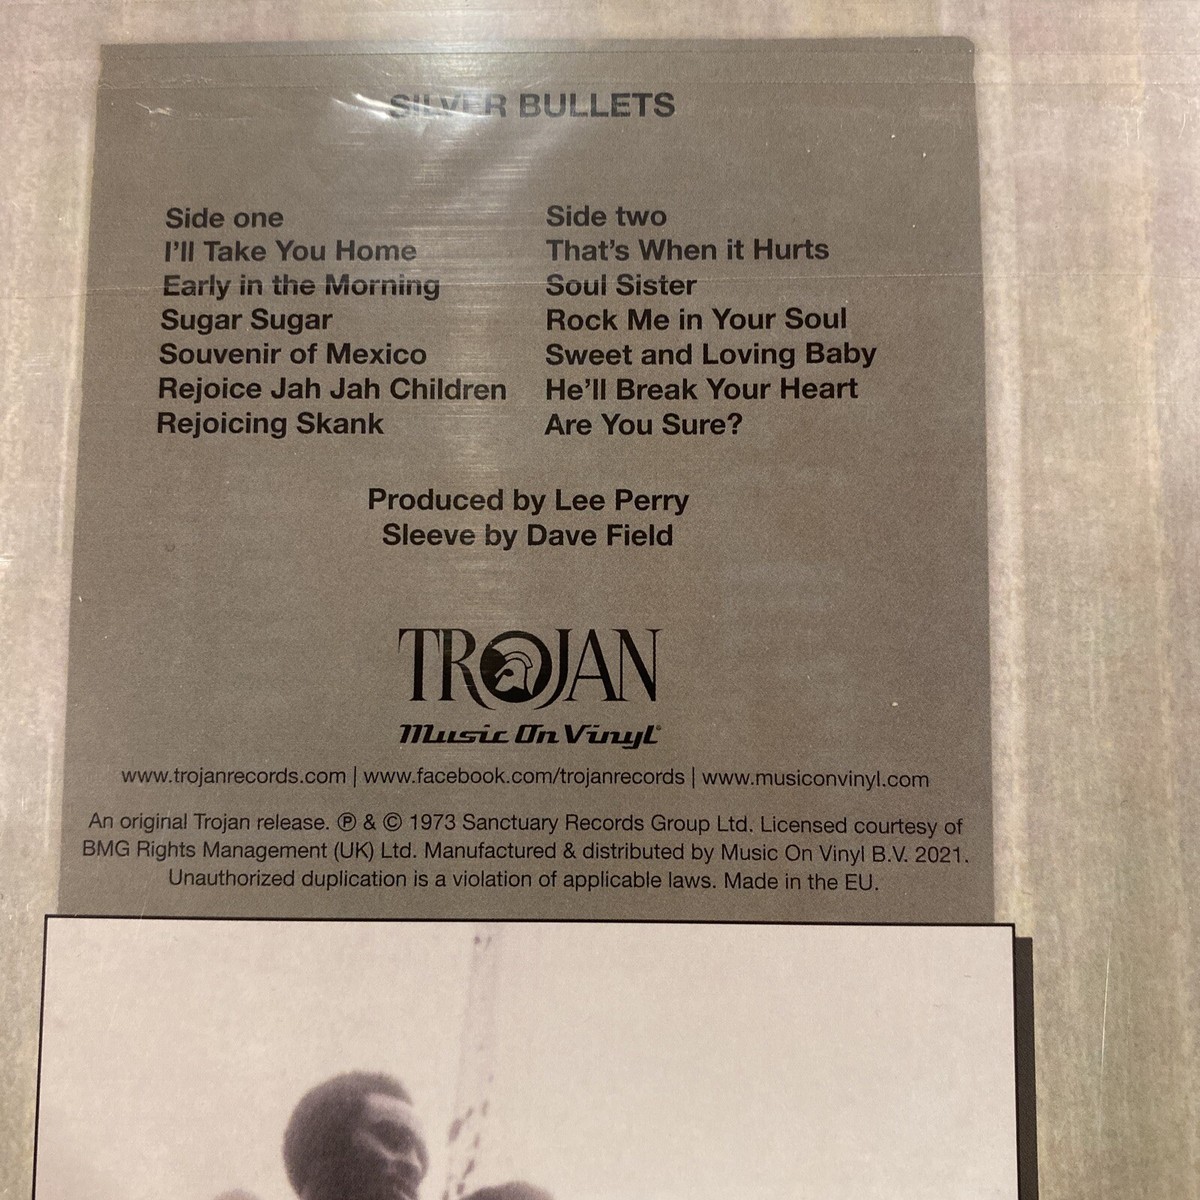 SILVER BULLETS
Side one
I'll Take You Home
Early in the Morning
Sugar Sugar
Souvenir of Mexico
Rejoice Jah Jah Children
Rejoicing Skank
Side two
That's When it Hurts
Soul Sister
Rock Me in Your Soul
Sweet and Loving Baby
He'll Break Your Heart
Are You Sure?
Produced by Lee Perry
Sleeve by Dave Field
TROJAN
Music On Vinyl®
www.trojanrecords.com | www.facebook.com/trojanrecords | www.musiconvinyl.com
An original Trojan release. ℗ & © 1973 Sanctuary Records Group Ltd. Licensed courtesy of
BMG Rights Management (UK) Ltd. Manufactured & distributed by Music On Vinyl B.V. 2021.
Unauthorized duplication is a violation of applicable laws. Made in the EU.